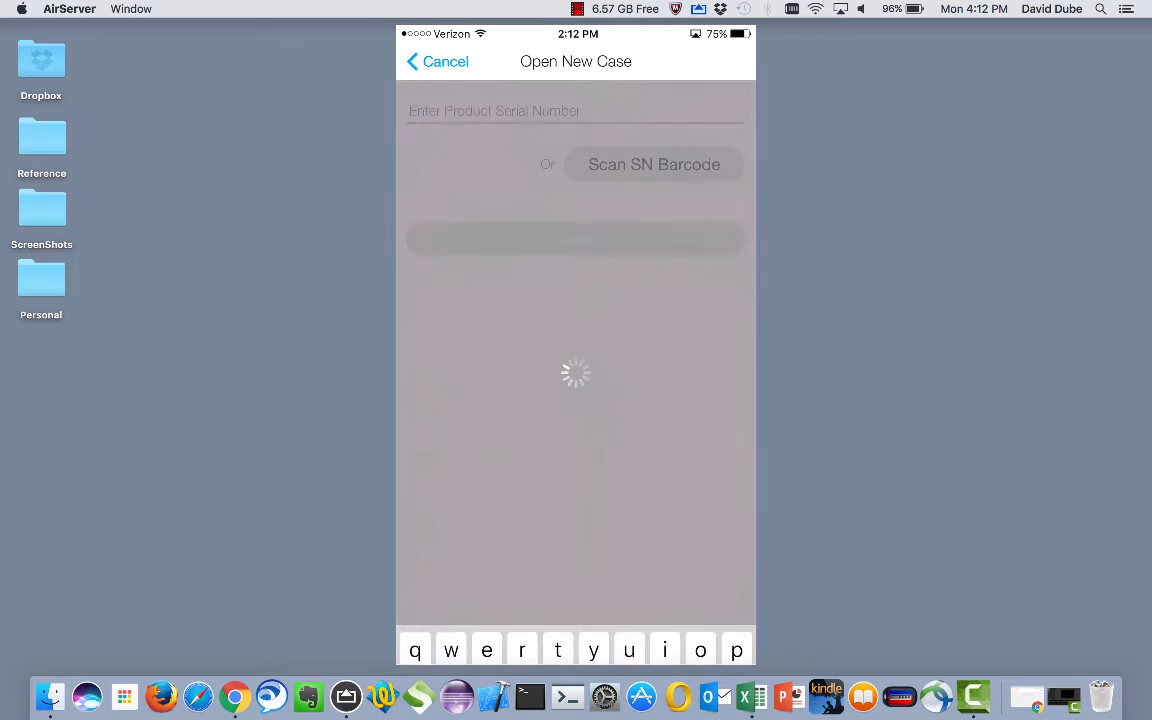 AirServer Window 6.57 GB Free 96% Mon 4:12 PM David Dube
Verizon 2:12 PM 75%
Cancel Open New Case
Enter Product Serial Number
Or Scan SN Barcode
Dropbox
Reference
ScreenShots
Personal
q w e r t y u i o p
kindle